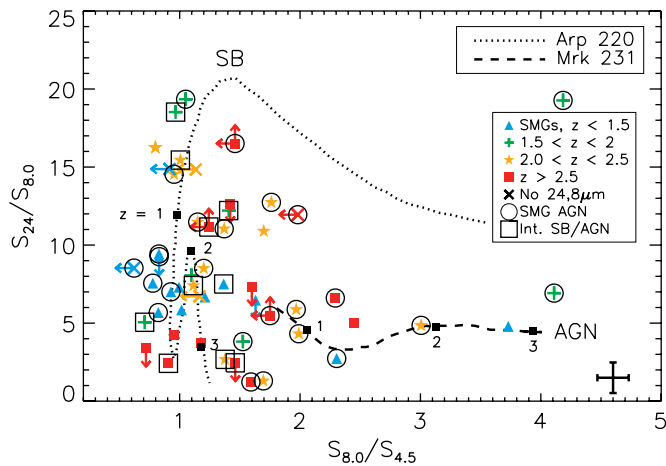 SB
Arp 220
Mrk 231
SMGs, z < 1.5
1.5 < z < 2
2.0 < z < 2.5
z > 2.5
No 24,8μm
SMG AGN
Int. SB/AGN
z = 1
2
3
1
2
3
AGN
25
20
15
10
5
0
1
2
3
4
5
S24/S8.0
S8.0/S4.5